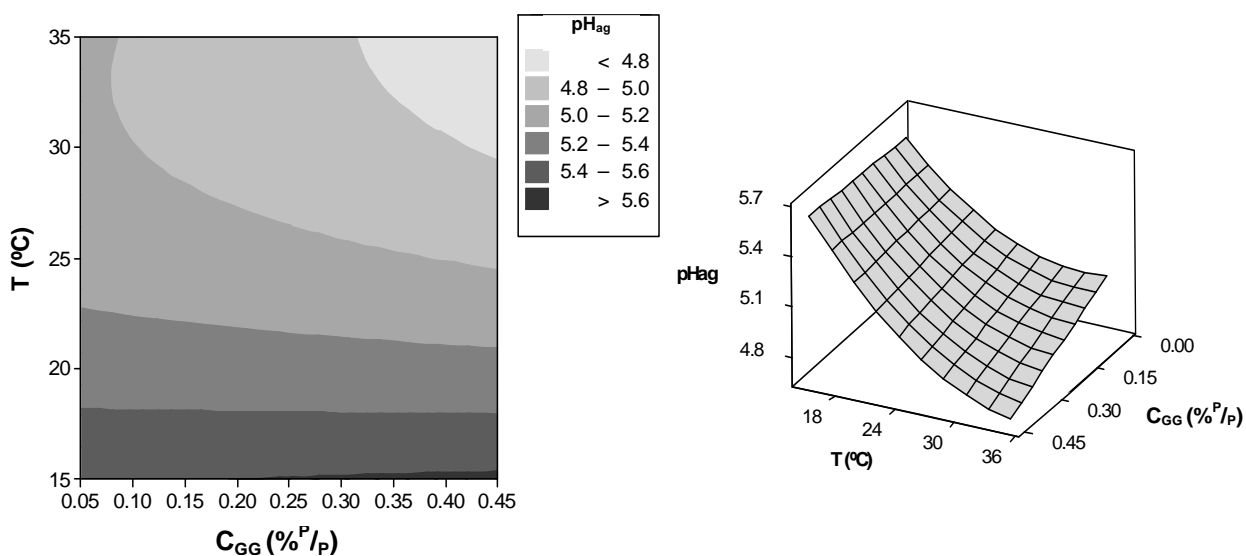 35
30
25
20
15
T (ºC)
0.05 0.10 0.15 0.20 0.25 0.30 0.35 0.40 0.45
C_GG (%P/P)
pHag
< 4.8
4.8 – 5.0
5.0 – 5.2
5.2 – 5.4
5.4 – 5.6
> 5.6
5.7
5.4
5.1
4.8
pHag
18
24
30
36
T (ºC)
0.00
0.15
0.30
0.45
C_GG (%P/P)